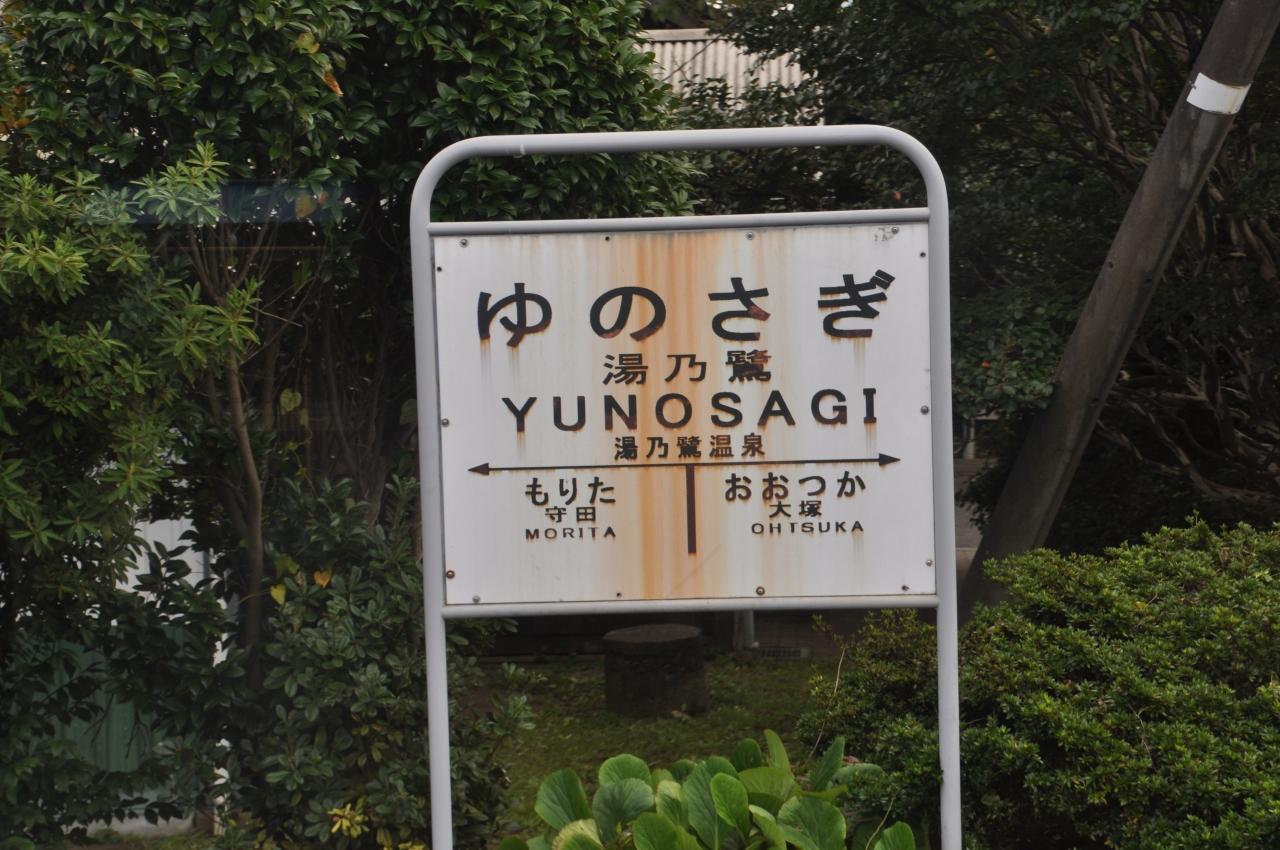 ゆのさぎ
湯乃鷺
YUNOSAGI
湯乃鷺温泉
もりた おおつか
守田 大塚
MORITA OHTSUKA